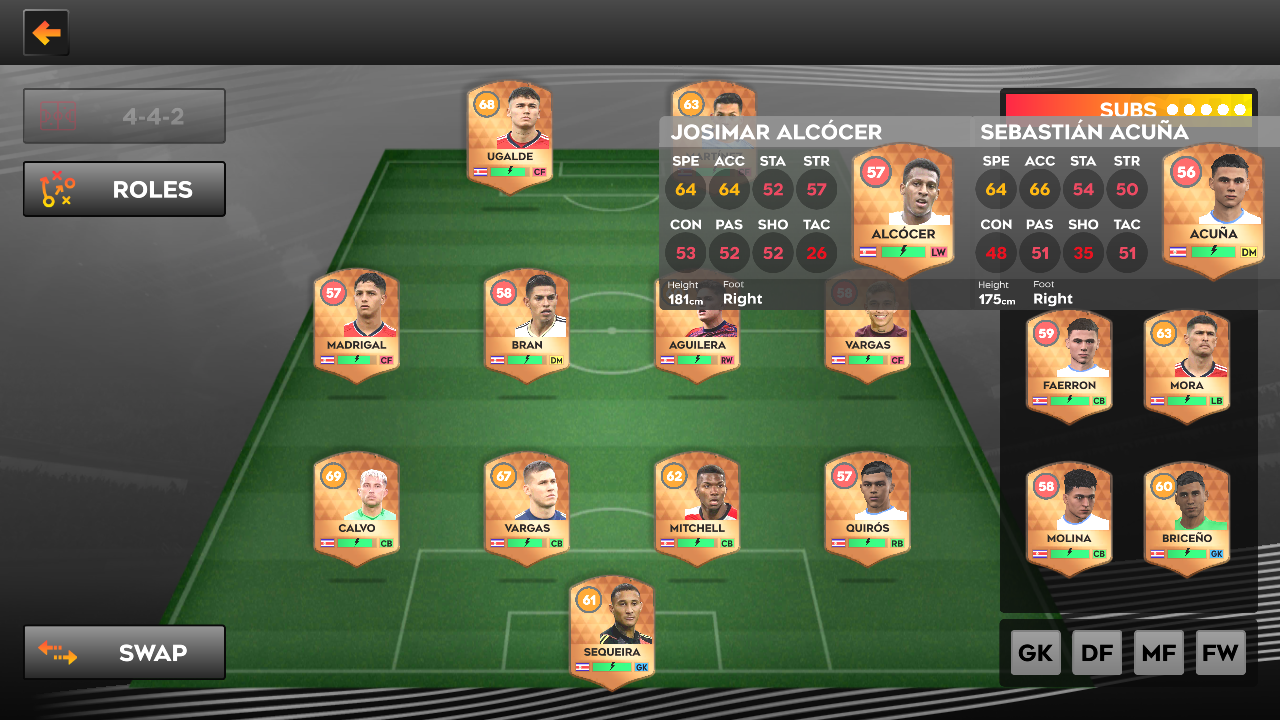 4-4-2
ROLES
SWAP
68
UGALDE
CF
63
SUBS
JOSIMAR ALCÓCER
SPE ACC STA STR
64 64 52 57
CON PAS SHO TAC
53 52 52 26
Height Foot
181cm Right
57
ALCÓCER
LW
SEBASTIÁN ACUÑA
SPE ACC STA STR
64 66 54 50
CON PAS SHO TAC
48 51 35 51
Height Foot
175cm Right
56
ACUÑA
DM
57
MADRIGAL
CF
58
BRAN
DM
AGUILERA
RW
58
VARGAS
CF
59
FAERRON
CB
63
MORA
LB
69
CALVO
CB
67
VARGAS
CB
62
MITCHELL
CB
57
QUIRÓS
RB
58
MOLINA
CB
60
BRICEÑO
GK
61
SEQUEIRA
GK
GK DF MF FW